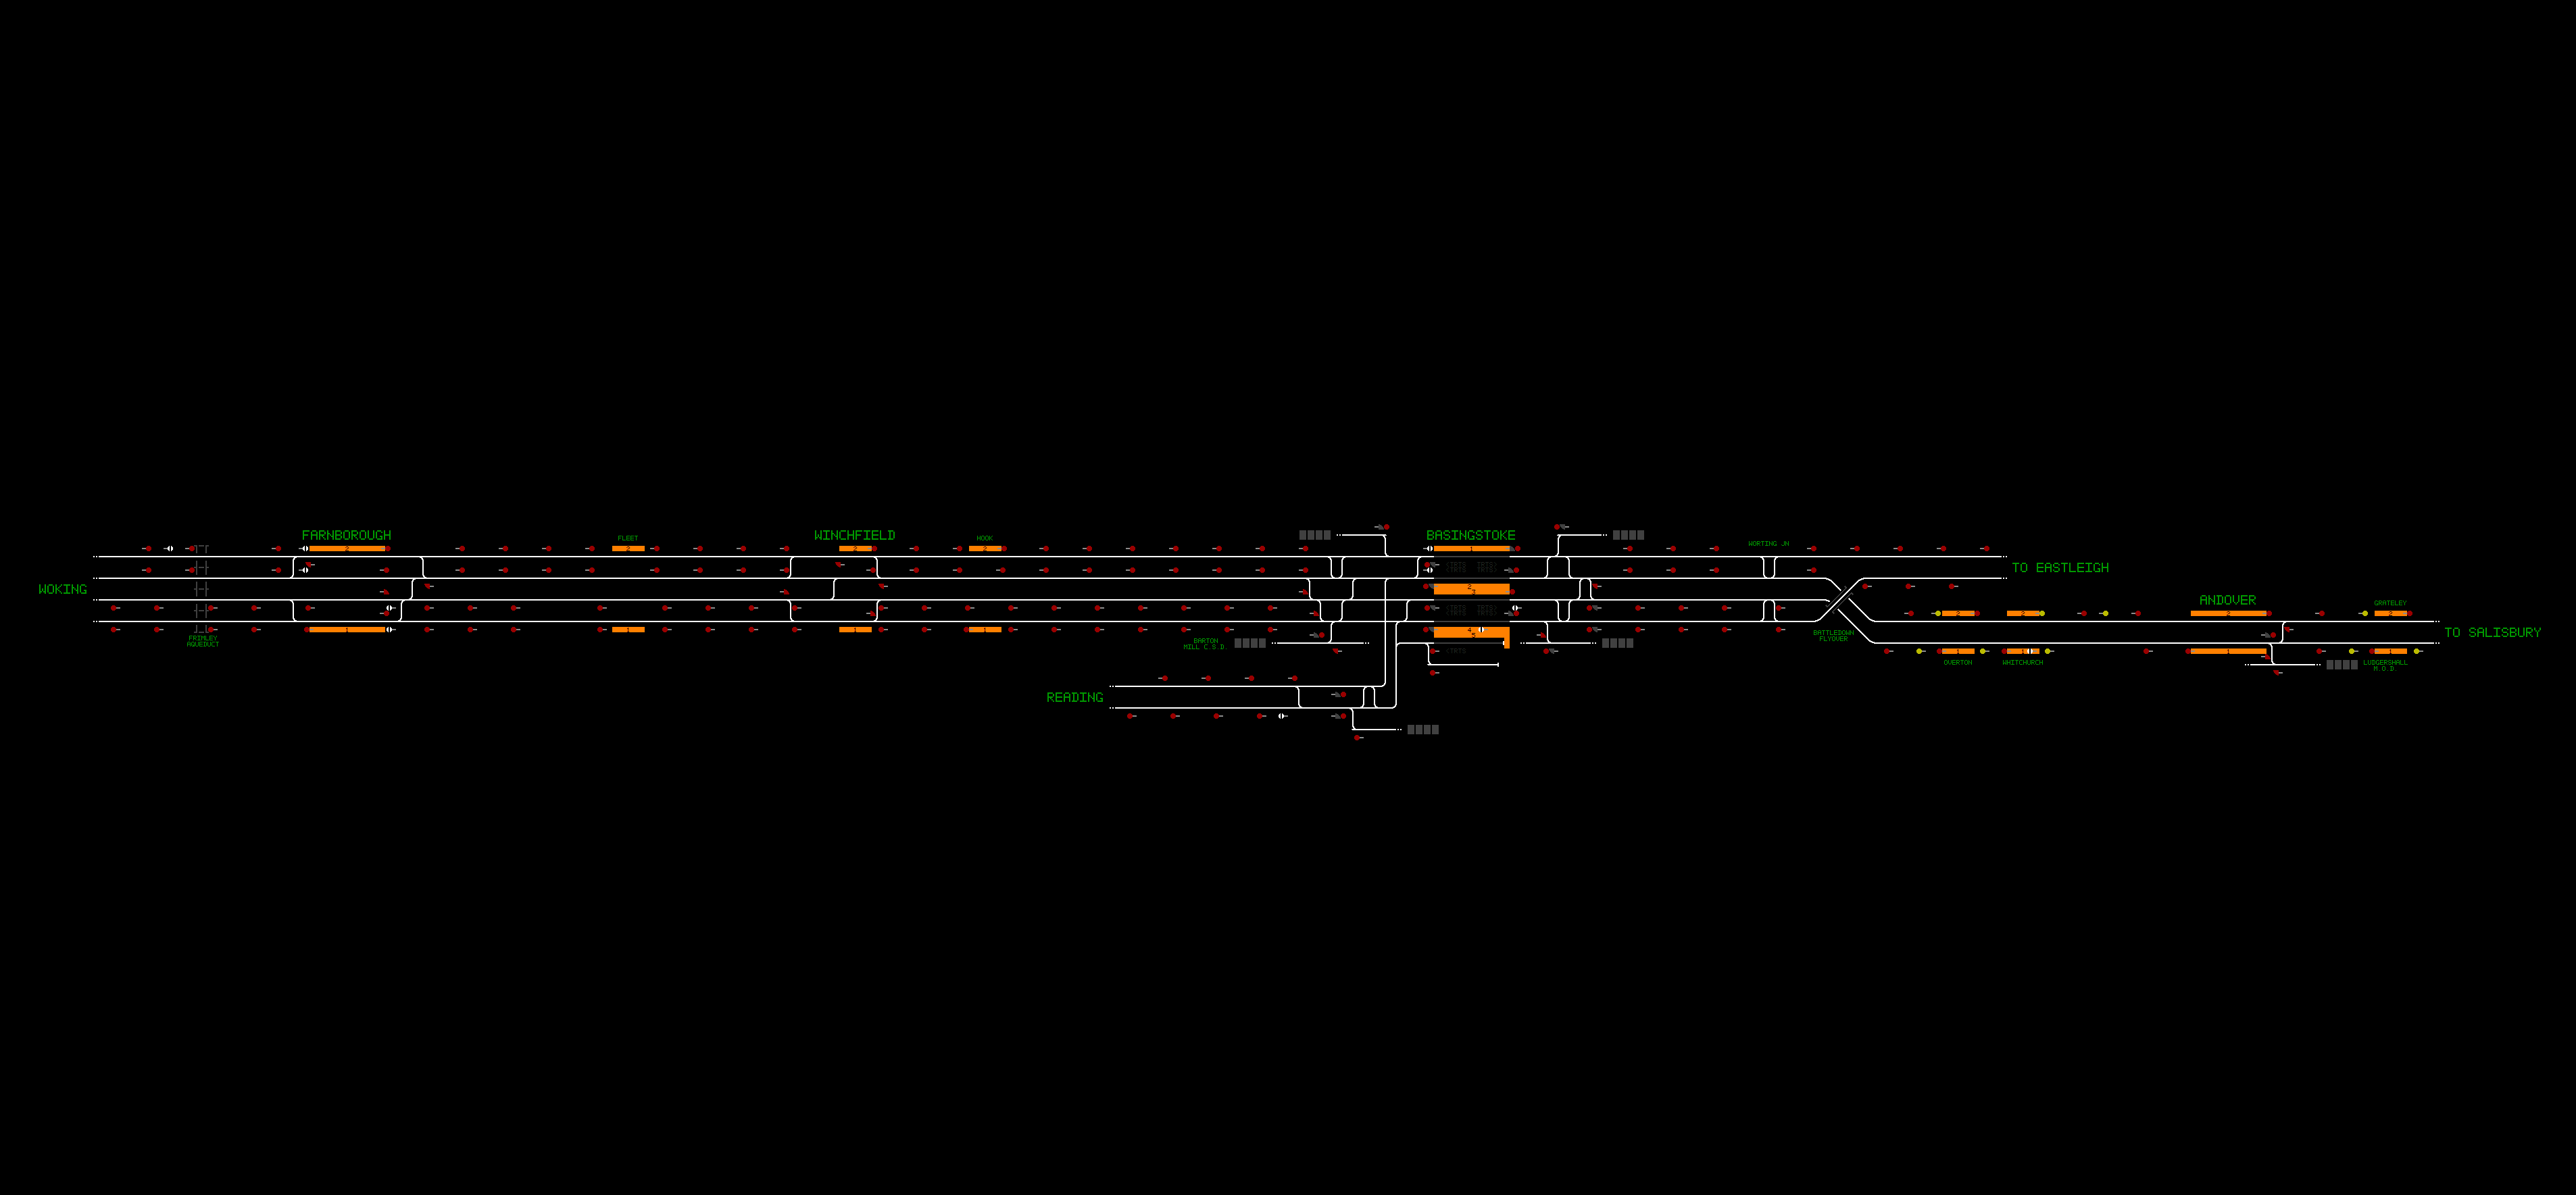 FARNBOROUGH
FLEET
WINCHFIELD
HOOK
BASINGSTOKE
WORTING JN
WOKING
TO EASTLEIGH
ANDOVER
GRATELEY
FRIMLEY
AQUEDUCT
BARTON
MILL C.S.D.
BATTLEDOWN
FLYOVER
TO SALISBURY
OVERTON
WHITCHURCH
LUDGERSHALL
M.O.D.
READING